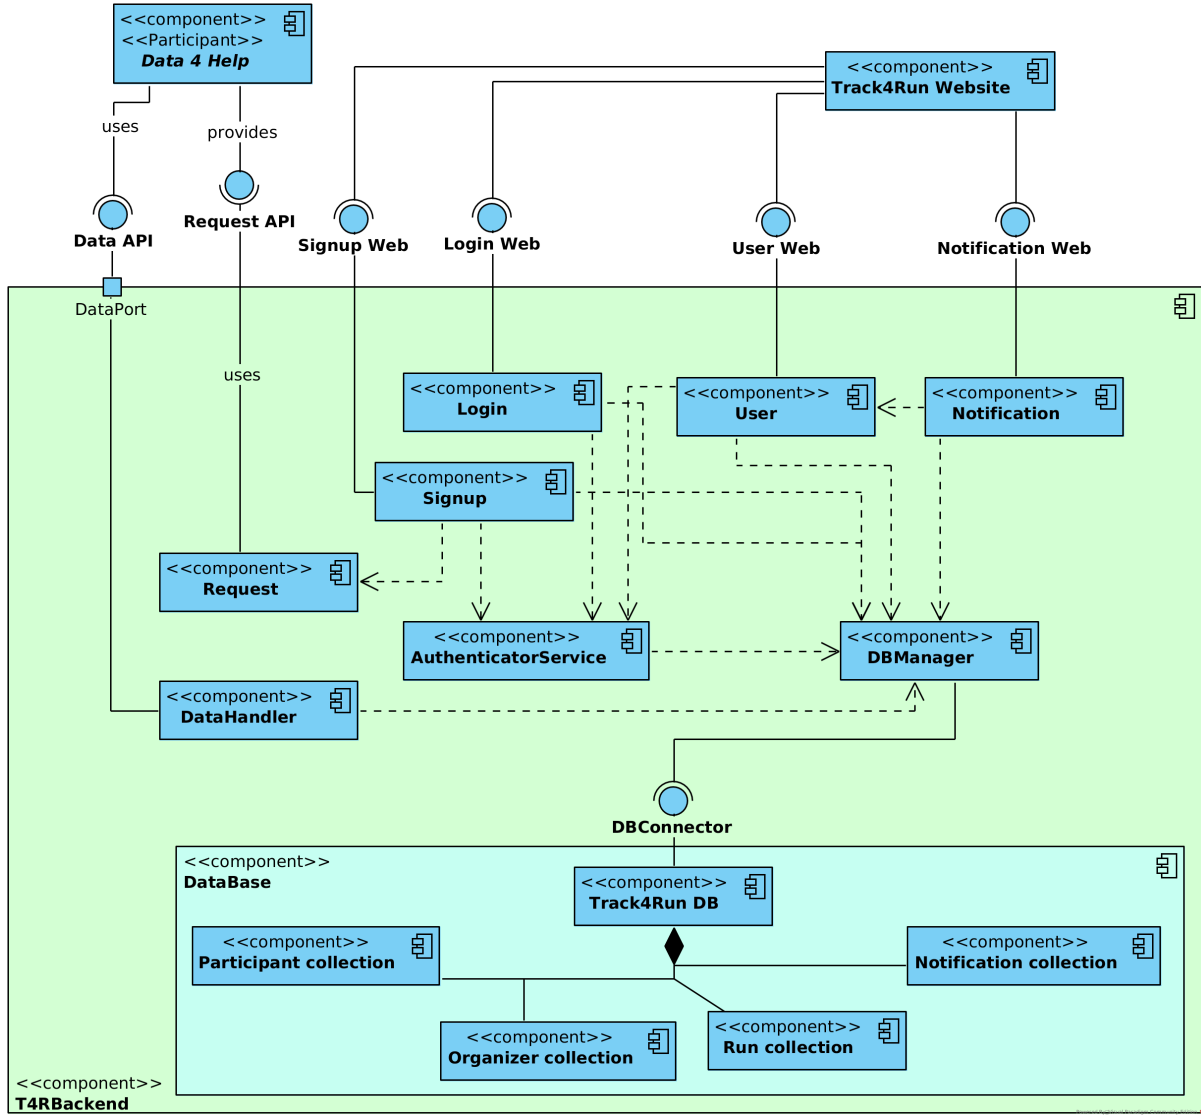 <<component>>
<<Participant>>
Data 4 Help
<<component>>
Track4Run Website
uses
provides
Data API
Request API
Signup Web
Login Web
User Web
Notification Web
DataPort
uses
<<component>>
Login
<<component>>
User
<<component>>
Notification
<<component>>
Signup
<<component>>
Request
<<component>>
AuthenticatorService
<<component>>
DBManager
<<component>>
DataHandler
DBConnector
<<component>>
DataBase
<<component>>
Track4Run DB
<<component>>
Participant collection
<<component>>
Notification collection
<<component>>
Organizer collection
<<component>>
Run collection
<<component>>
T4RBackend